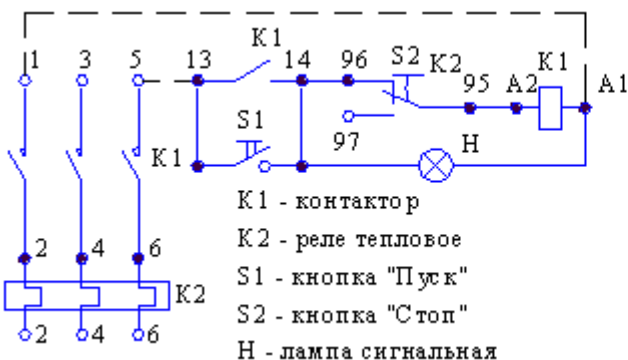 1 3 5 13 K1 14 96 S2 K2 95 A2 K1 A1
S1
97
H
K1
2 4 6
K2
2 4 6
K1 - контактор
K2 - реле тепловое
S1 - кнопка "Пуск"
S2 - кнопка "Стоп"
H - лампа сигнальная